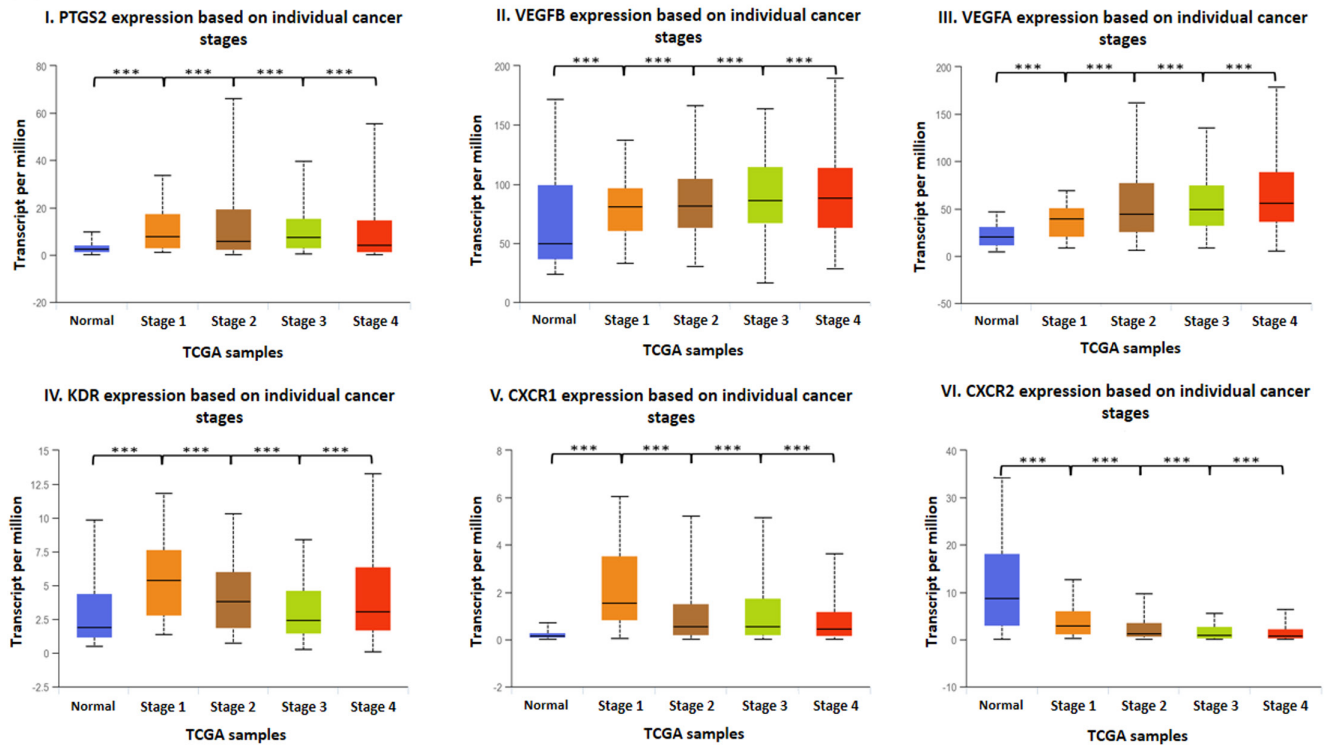 I. PTGS2 expression based on individual cancer
stages
*** *** *** ***
80
60
40
20
0
-20
Transcript per million
Normal Stage 1 Stage 2 Stage 3 Stage 4
TCGA samples
II. VEGFB expression based on individual cancer
stages
*** *** *** ***
200
150
100
50
0
Transcript per million
Normal Stage 1 Stage 2 Stage 3 Stage 4
TCGA samples
III. VEGFA expression based on individual cancer
stages
*** *** *** ***
200
150
100
50
0
-50
Transcript per million
Normal Stage 1 Stage 2 Stage 3 Stage 4
TCGA samples
IV. KDR expression based on individual cancer
stages
*** *** *** ***
15
12.5
10
7.5
5
2.5
0
-2.5
Transcript per million
Normal Stage 1 Stage 2 Stage 3 Stage 4
TCGA samples
V. CXCR1 expression based on individual cancer
stages
*** *** *** ***
8
6
4
2
0
-2
Transcript per million
Normal Stage 1 Stage 2 Stage 3 Stage 4
TCGA samples
VI. CXCR2 expression based on individual cancer
stages
*** *** *** ***
40
30
20
10
0
-10
Transcript per million
Normal Stage 1 Stage 2 Stage 3 Stage 4
TCGA samples